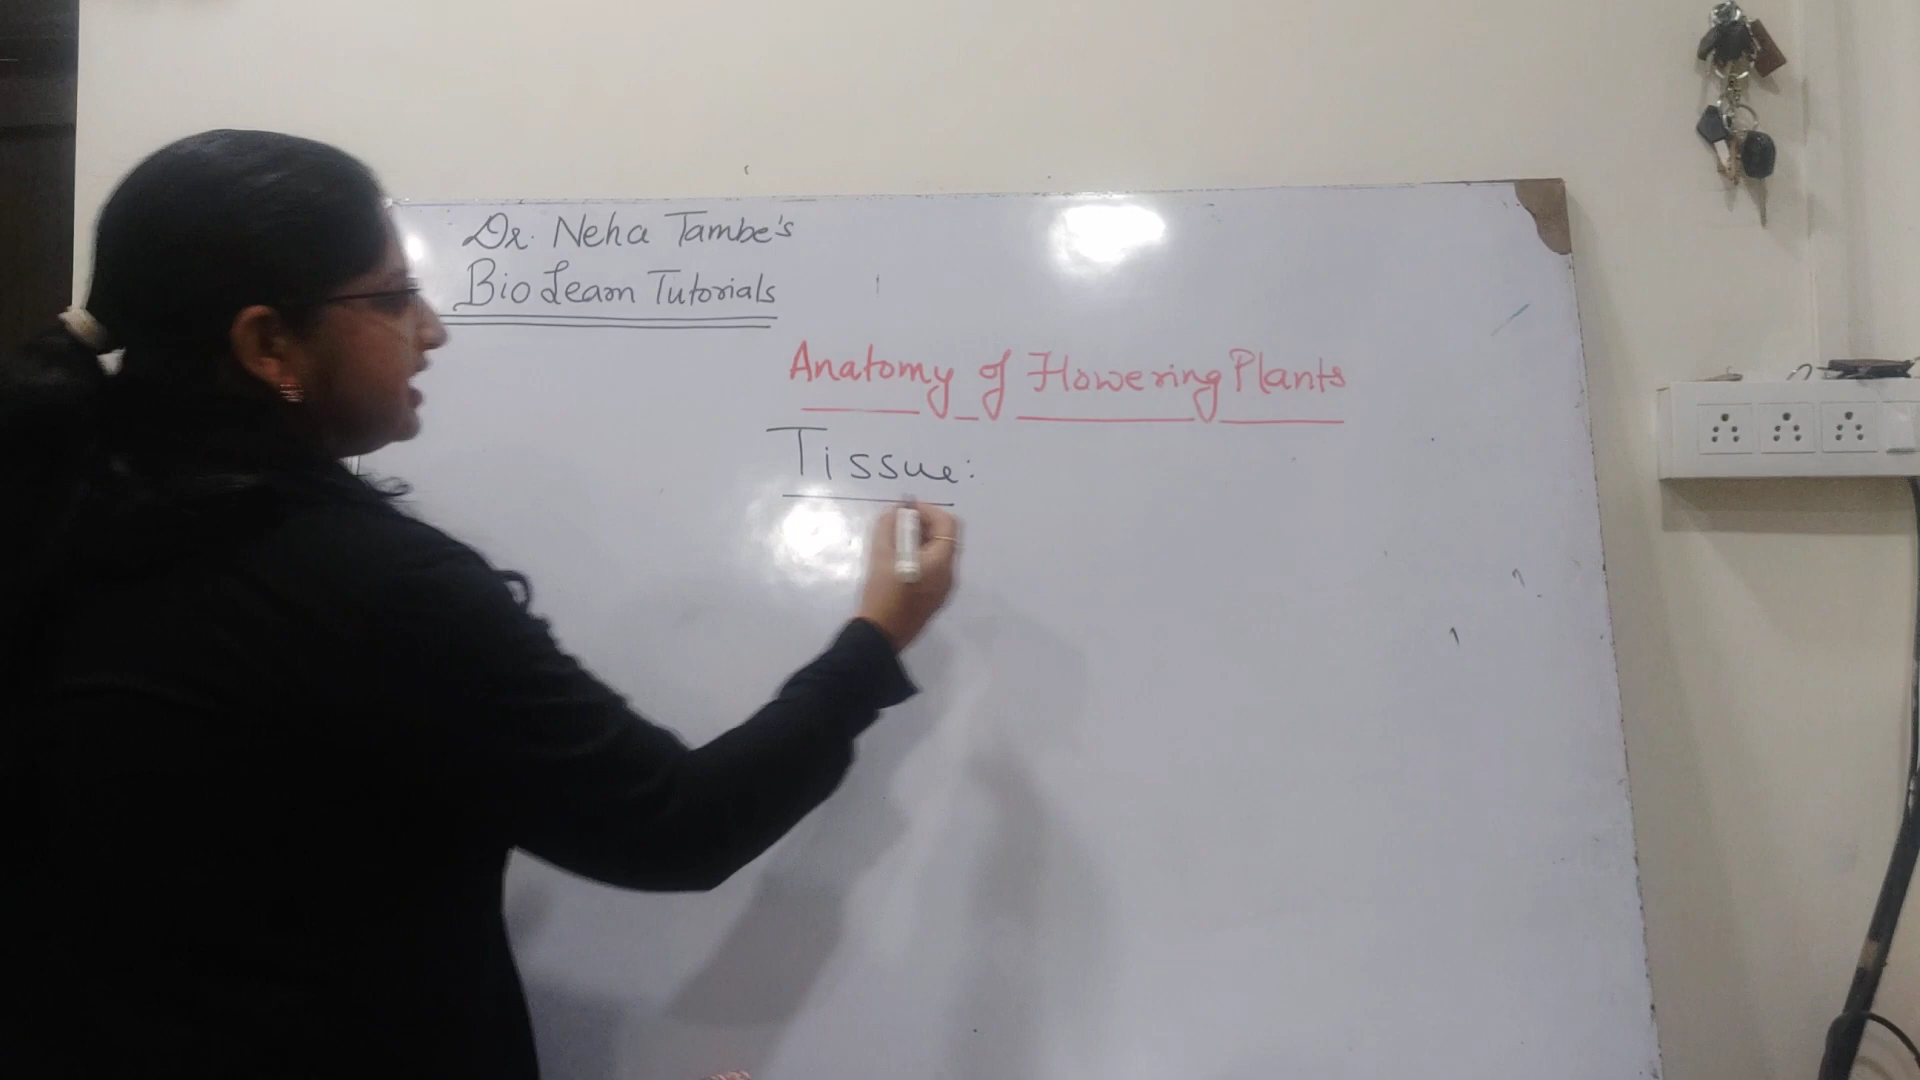 Dr. Neha Tambe's
Bio Learn Tutorials
Anatomy of Flowering Plants
Tissue: